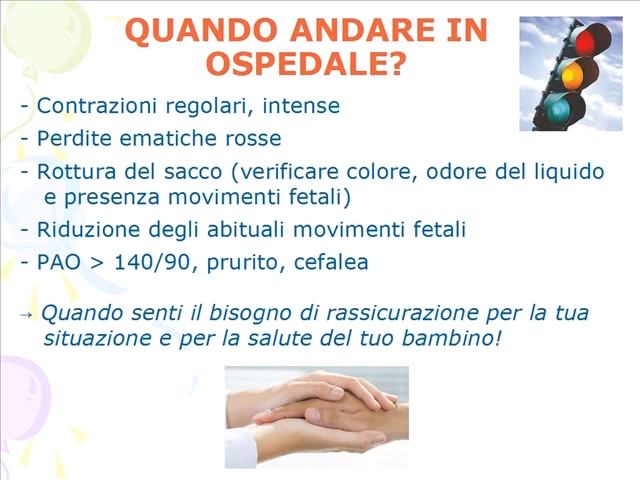 QUANDO ANDARE IN
OSPEDALE?
- Contrazioni regolari, intense
- Perdite ematiche rosse
- Rottura del sacco (verificare colore, odore del liquido
e presenza movimenti fetali)
- Riduzione degli abituali movimenti fetali
- PAO > 140/90, prurito, cefalea
→ Quando senti il bisogno di rassicurazione per la tua
situazione e per la salute del tuo bambino!